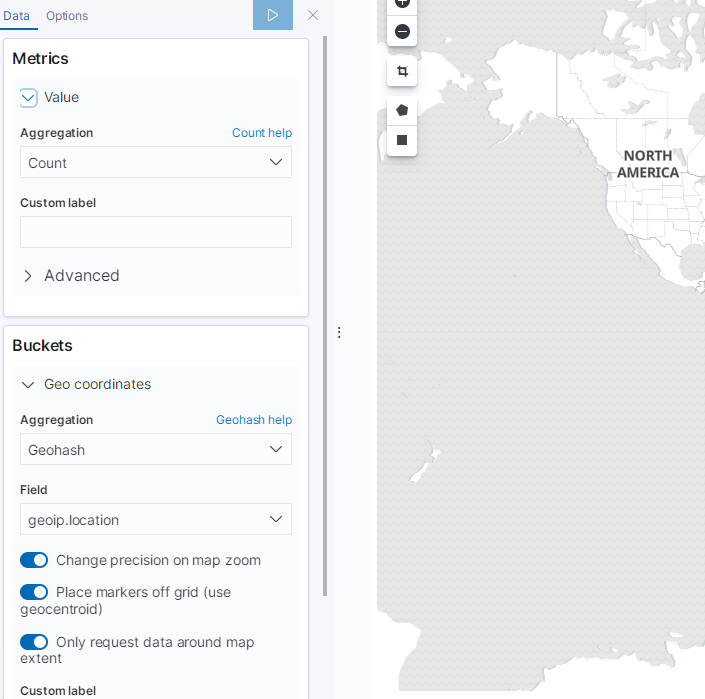 Data Options
Metrics
Value
Aggregation Count help
Count
Custom label
Advanced
Buckets
Geo coordinates
Aggregation Geohash help
Geohash
Field
geoip.location
Change precision on map zoom
Place markers off grid (use
geocentroid)
Only request data around map
extent
Custom label
NORTH
AMERICA